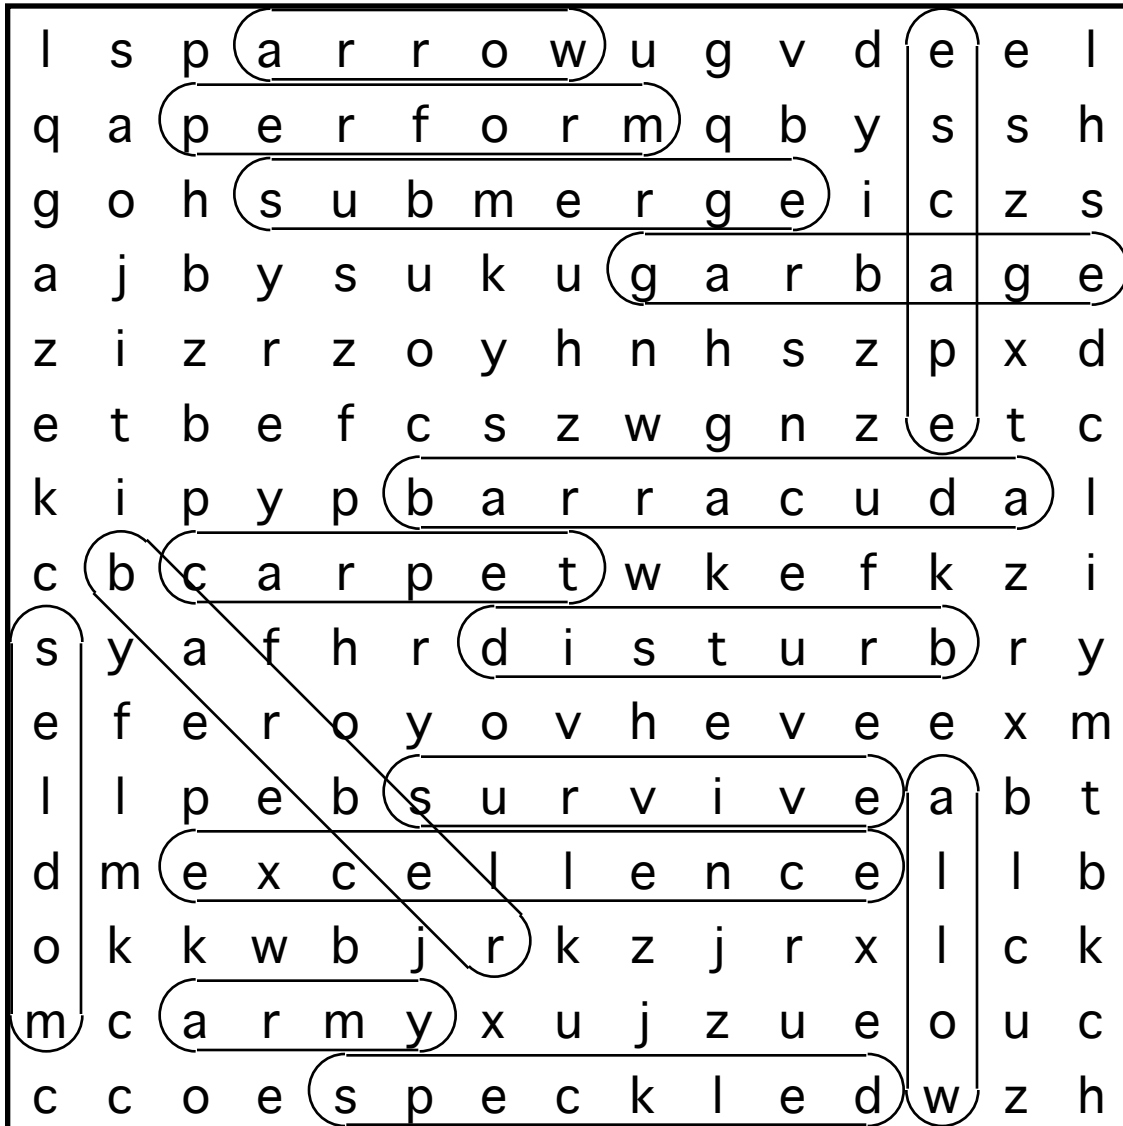 l s p a r r o w u g v d e e l
q a p e r f o r m q b y s s h
g o h s u b m e r g e i c z s
a j b y s u k u g a r b a g e
z i z r z o y h n h s z p x d
e t b e f c s z w g n z e t c
k i p y p b a r r a c u d a l
c b c a r p e t w k e f k z i
s y a f h r d i s t u r b r y
e f e r o y o v h e v e e x m
l l p e b s u r v i v e a b t
d m e x c e l l e n c e l l b
o k k w b j r k z j r x l c k
m c a r m y x u j z u e o u c
c c o e s p e c k l e d w z h